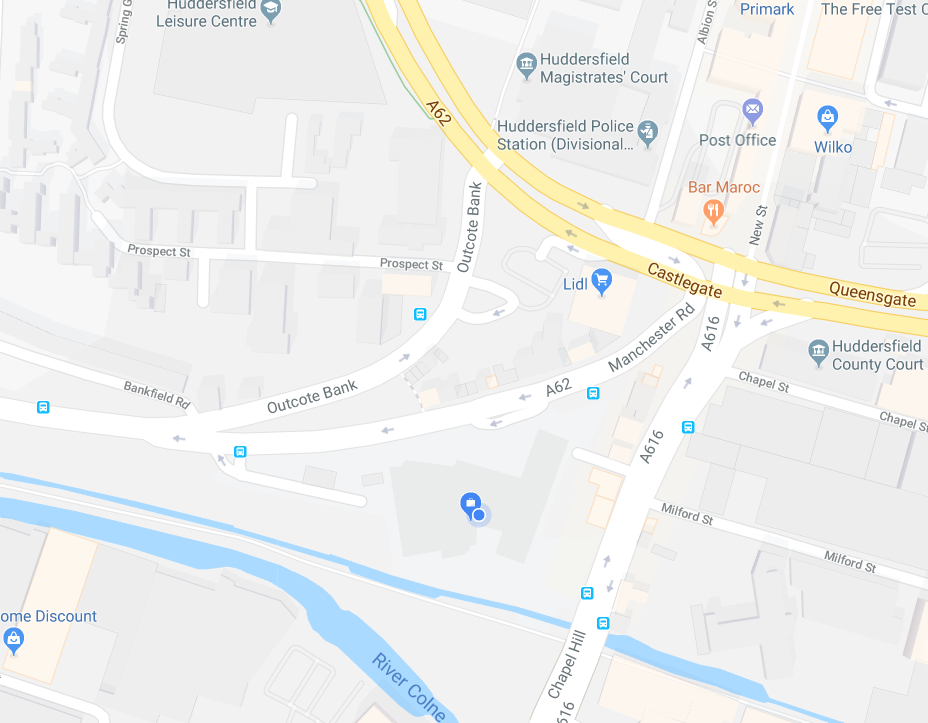 Huddersfield
Leisure Centre
Spring G
A62
Huddersfield
Magistrates' Court
Albion S
Primark
The Free Test C
Huddersfield Police
Station (Divisional...
Post Office
Wilko
Bar Maroc
New St
Outcote Bank
Prospect St
Prospect St
Lidl
Castlegate
Queensgate
Manchester Rd
A616
Huddersfield
County Court
Chapel St
Chapel St
Bankfield Rd
Outcote Bank
A62
A616
Milford St
Milford St
ome Discount
River Colne
Chapel Hill
616